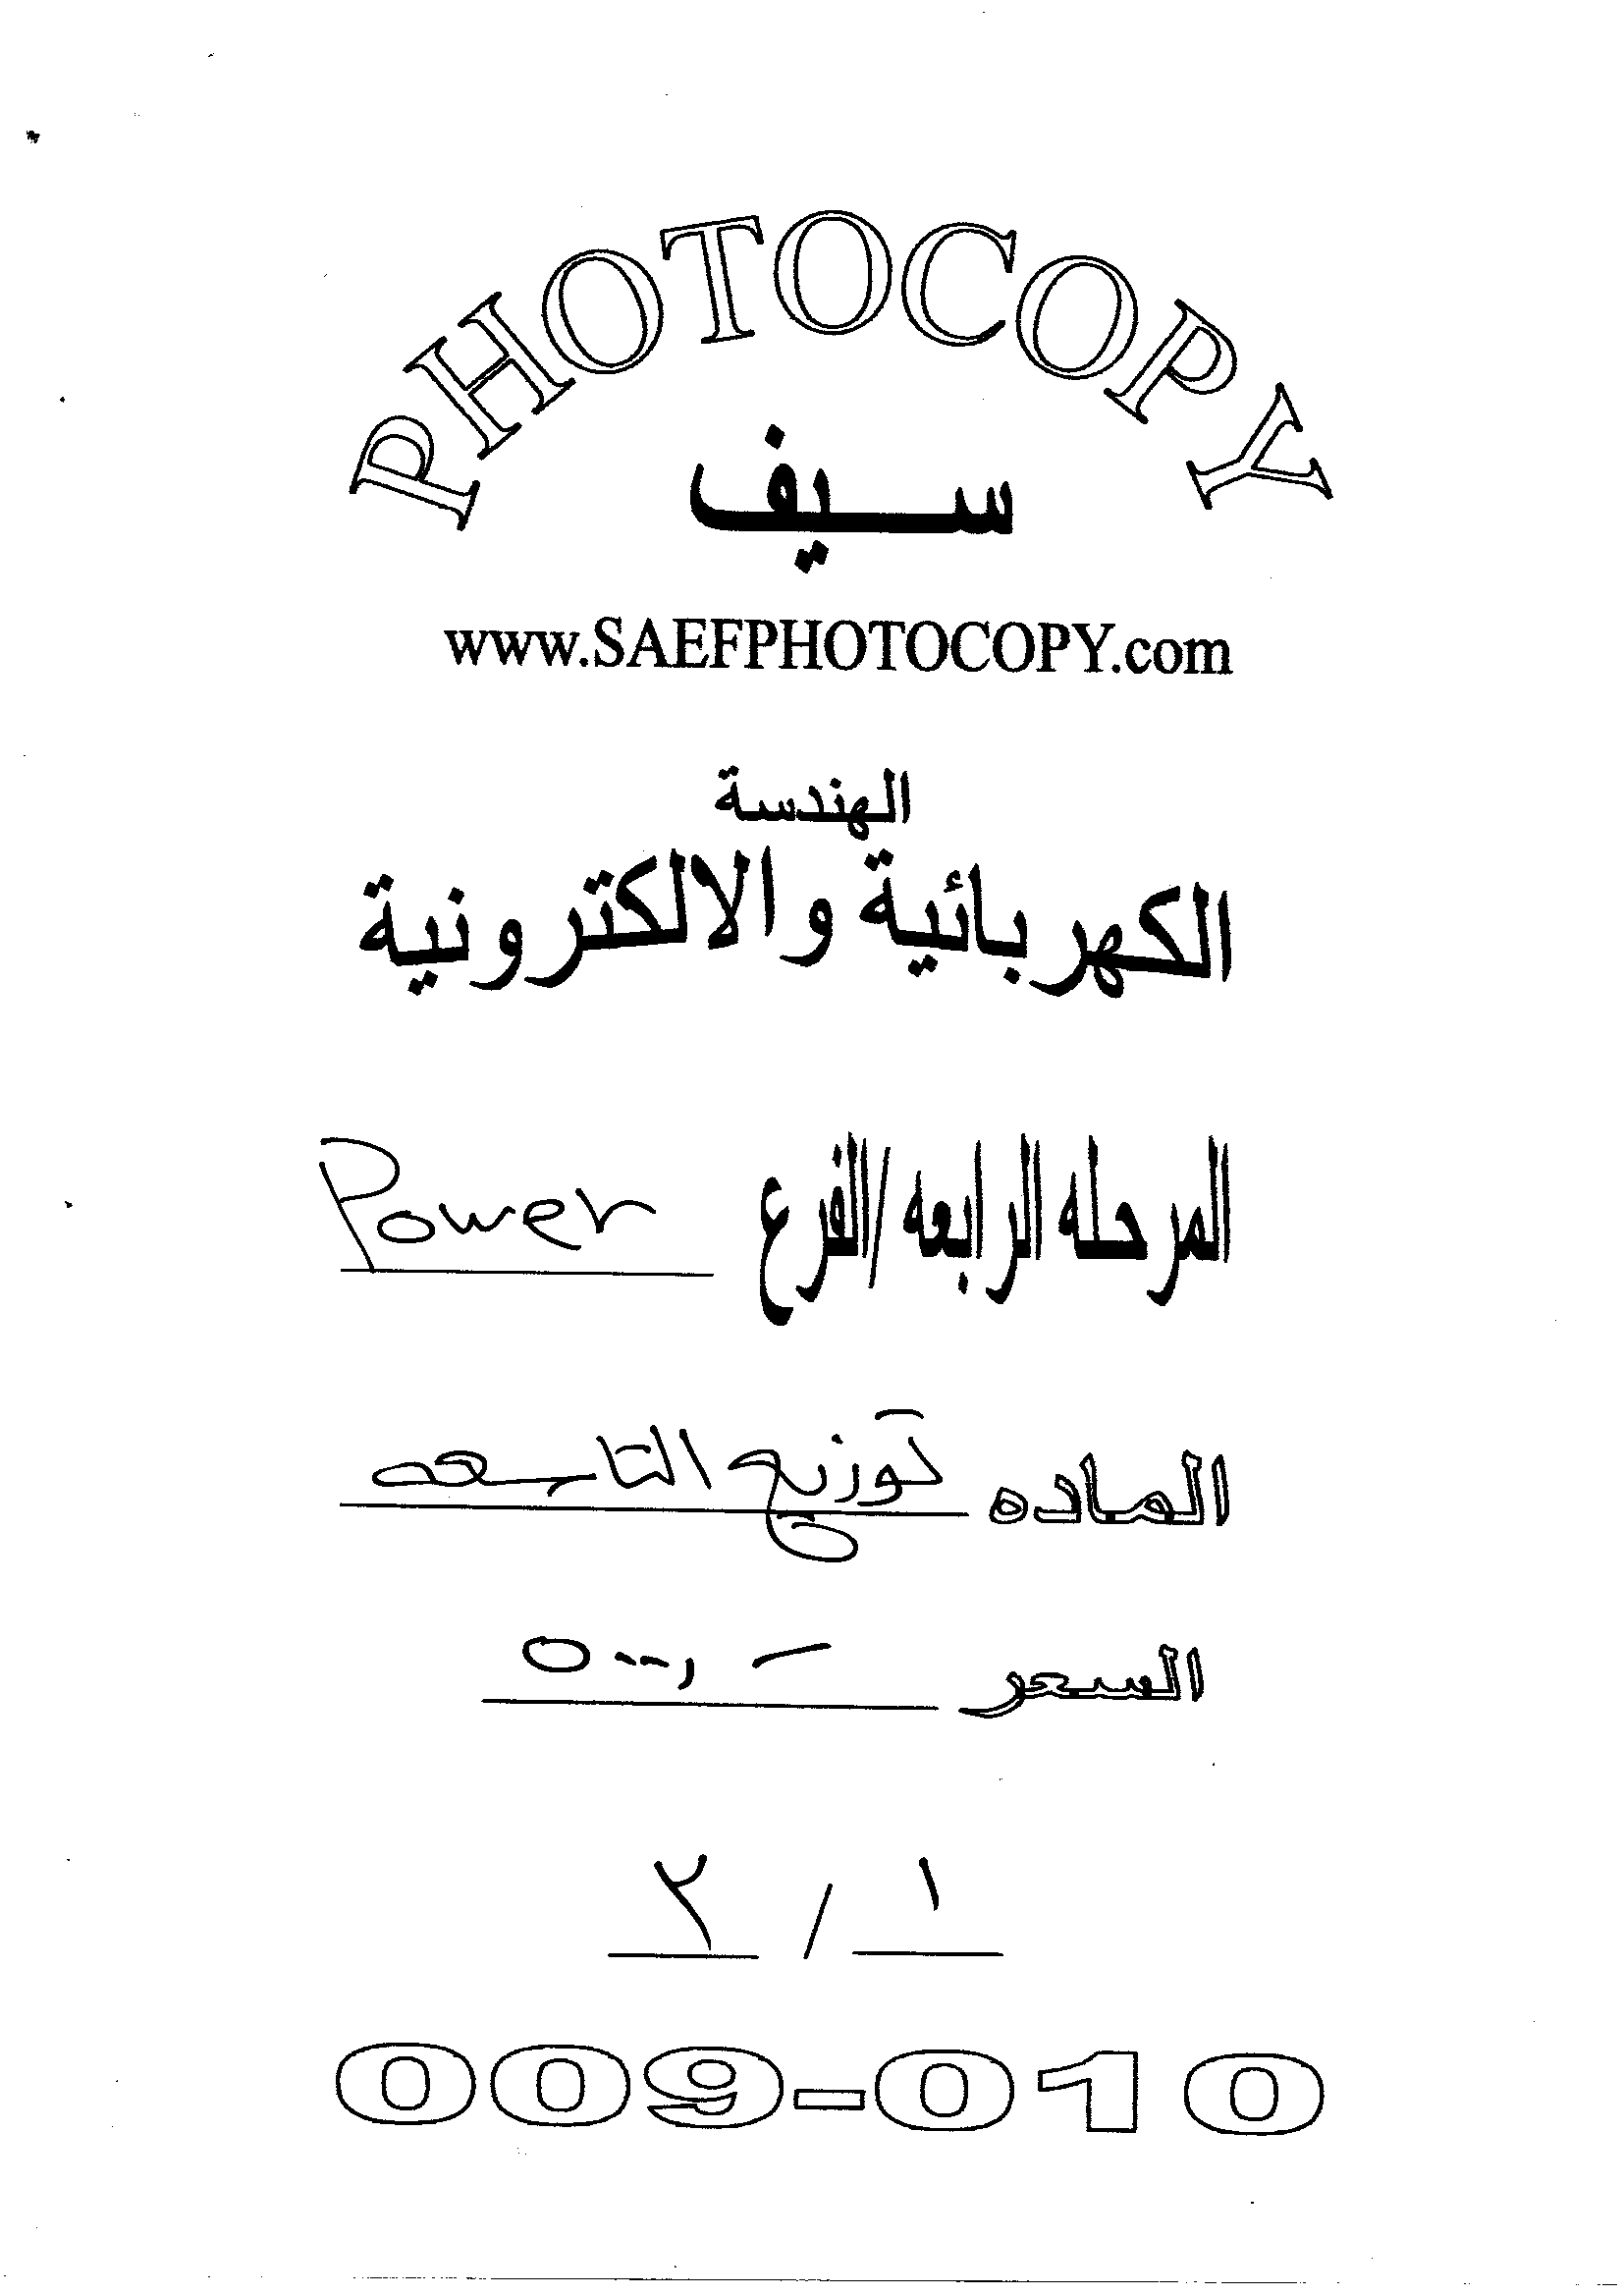 PHOTOCOPY
سيف
www.SAEFPHOTOCOPY.com
الهندسة
الكهربائية والالكترونية
المرحله الرابعه/الفرع Power
الماده توزيع التاسعه
السعر ٥٠٠,-
١ / ٢
009-010